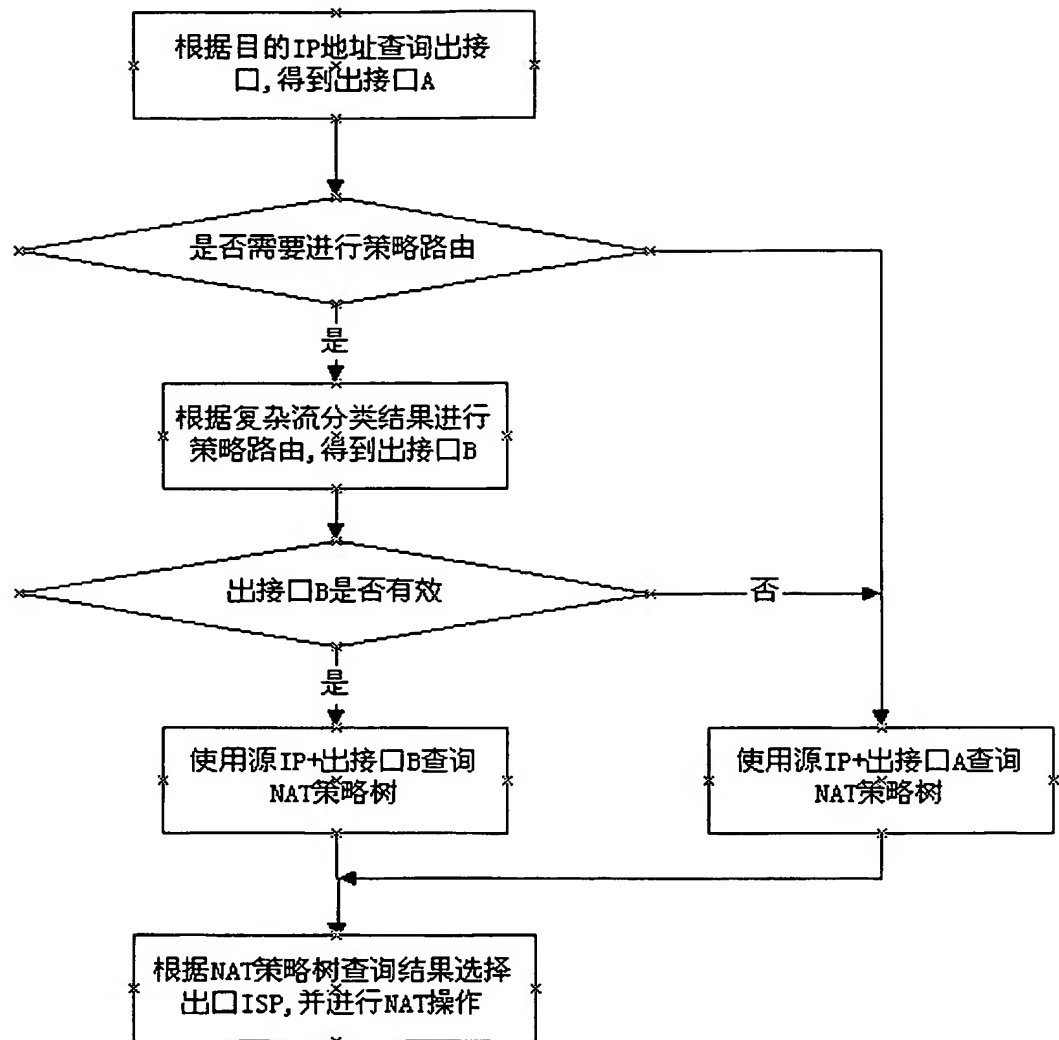 根据目的IP地址查询出接
口,得到出接口A
是否需要进行策略路由
是
根据复杂流分类结果进行
策略路由,得到出接口B
出接口B是否有效
否
是
使用源IP+出接口B查询
NAT策略树
使用源IP+出接口A查询
NAT策略树
根据NAT策略树查询结果选择
出口ISP,并进行NAT操作